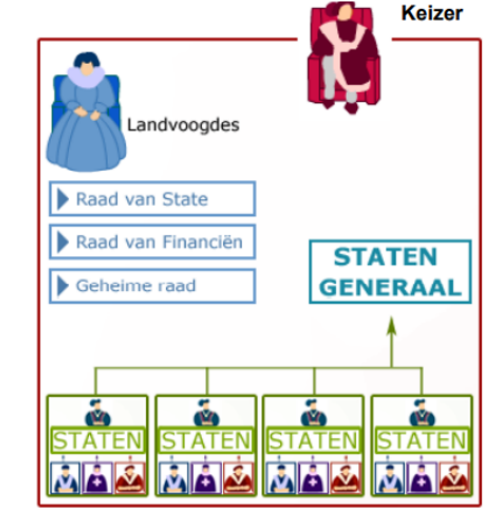 Keizer
Landvoogdes
Raad van State
Raad van Financiën
Geheime raad
STATEN
GENERAAL
STATEN
STATEN
STATEN
STATEN